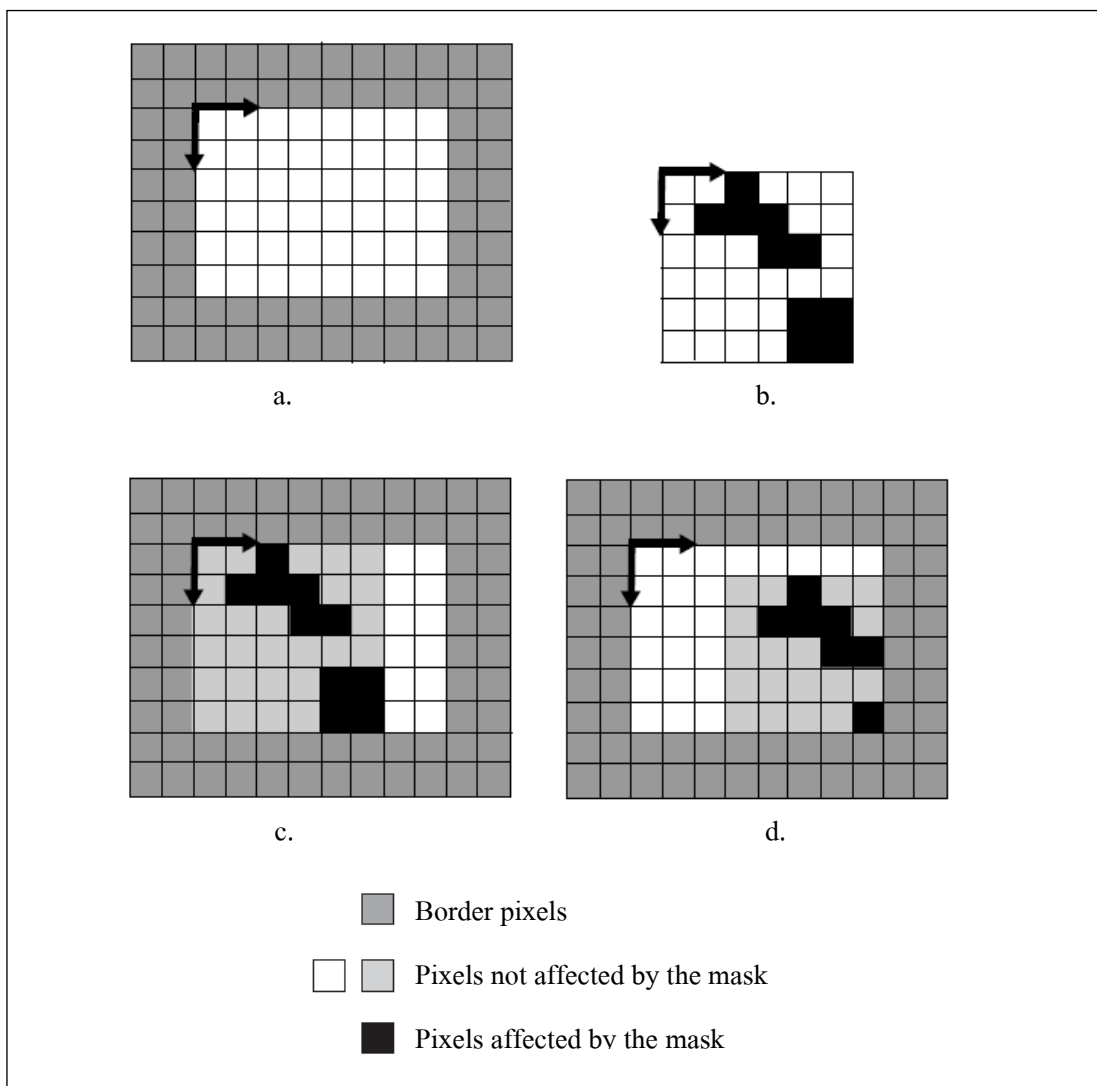 a.
b.
c.
d.
Border pixels
Pixels not affected by the mask
Pixels affected by the mask